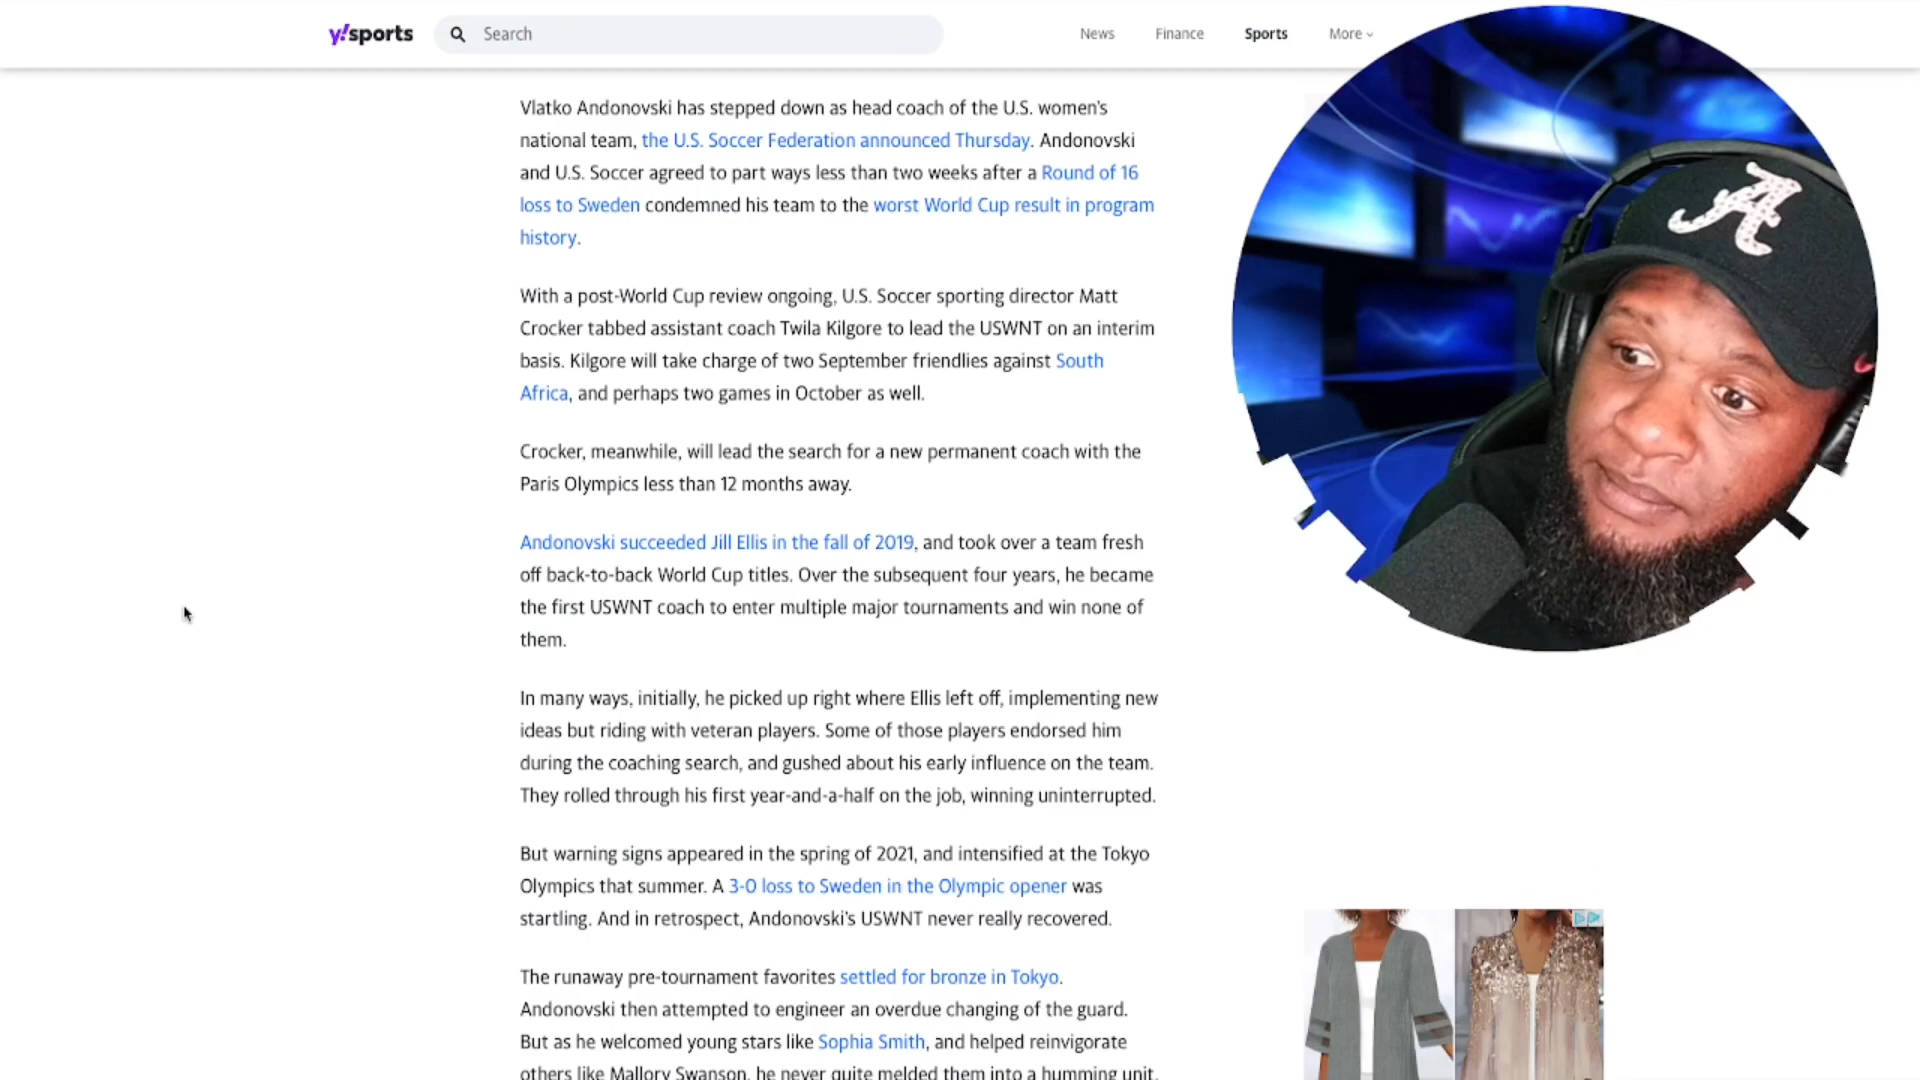 y!sports
Search
News
Finance
Sports
More
Vlatko Andonovski has stepped down as head coach of the U.S. women's
national team, the U.S. Soccer Federation announced Thursday. Andonovski
and U.S. Soccer agreed to part ways less than two weeks after a Round of 16
loss to Sweden condemned his team to the worst World Cup result in program
history.
With a post-World Cup review ongoing, U.S. Soccer sporting director Matt
Crocker tabbed assistant coach Twila Kilgore to lead the USWNT on an interim
basis. Kilgore will take charge of two September friendlies against South
Africa, and perhaps two games in October as well.
Crocker, meanwhile, will lead the search for a new permanent coach with the
Paris Olympics less than 12 months away.
Andonovski succeeded Jill Ellis in the fall of 2019, and took over a team fresh
off back-to-back World Cup titles. Over the subsequent four years, he became
the first USWNT coach to enter multiple major tournaments and win none of
them.
In many ways, initially, he picked up right where Ellis left off, implementing new
ideas but riding with veteran players. Some of those players endorsed him
during the coaching search, and gushed about his early influence on the team.
They rolled through his first year-and-a-half on the job, winning uninterrupted.
But warning signs appeared in the spring of 2021, and intensified at the Tokyo
Olympics that summer. A 3-0 loss to Sweden in the Olympic opener was
startling. And in retrospect, Andonovski's USWNT never really recovered.
The runaway pre-tournament favorites settled for bronze in Tokyo.
Andonovski then attempted to engineer an overdue changing of the guard.
But as he welcomed young stars like Sophia Smith, and helped reinvigorate
others like Mallory Swanson, he never quite melded them into a humming unit.
A